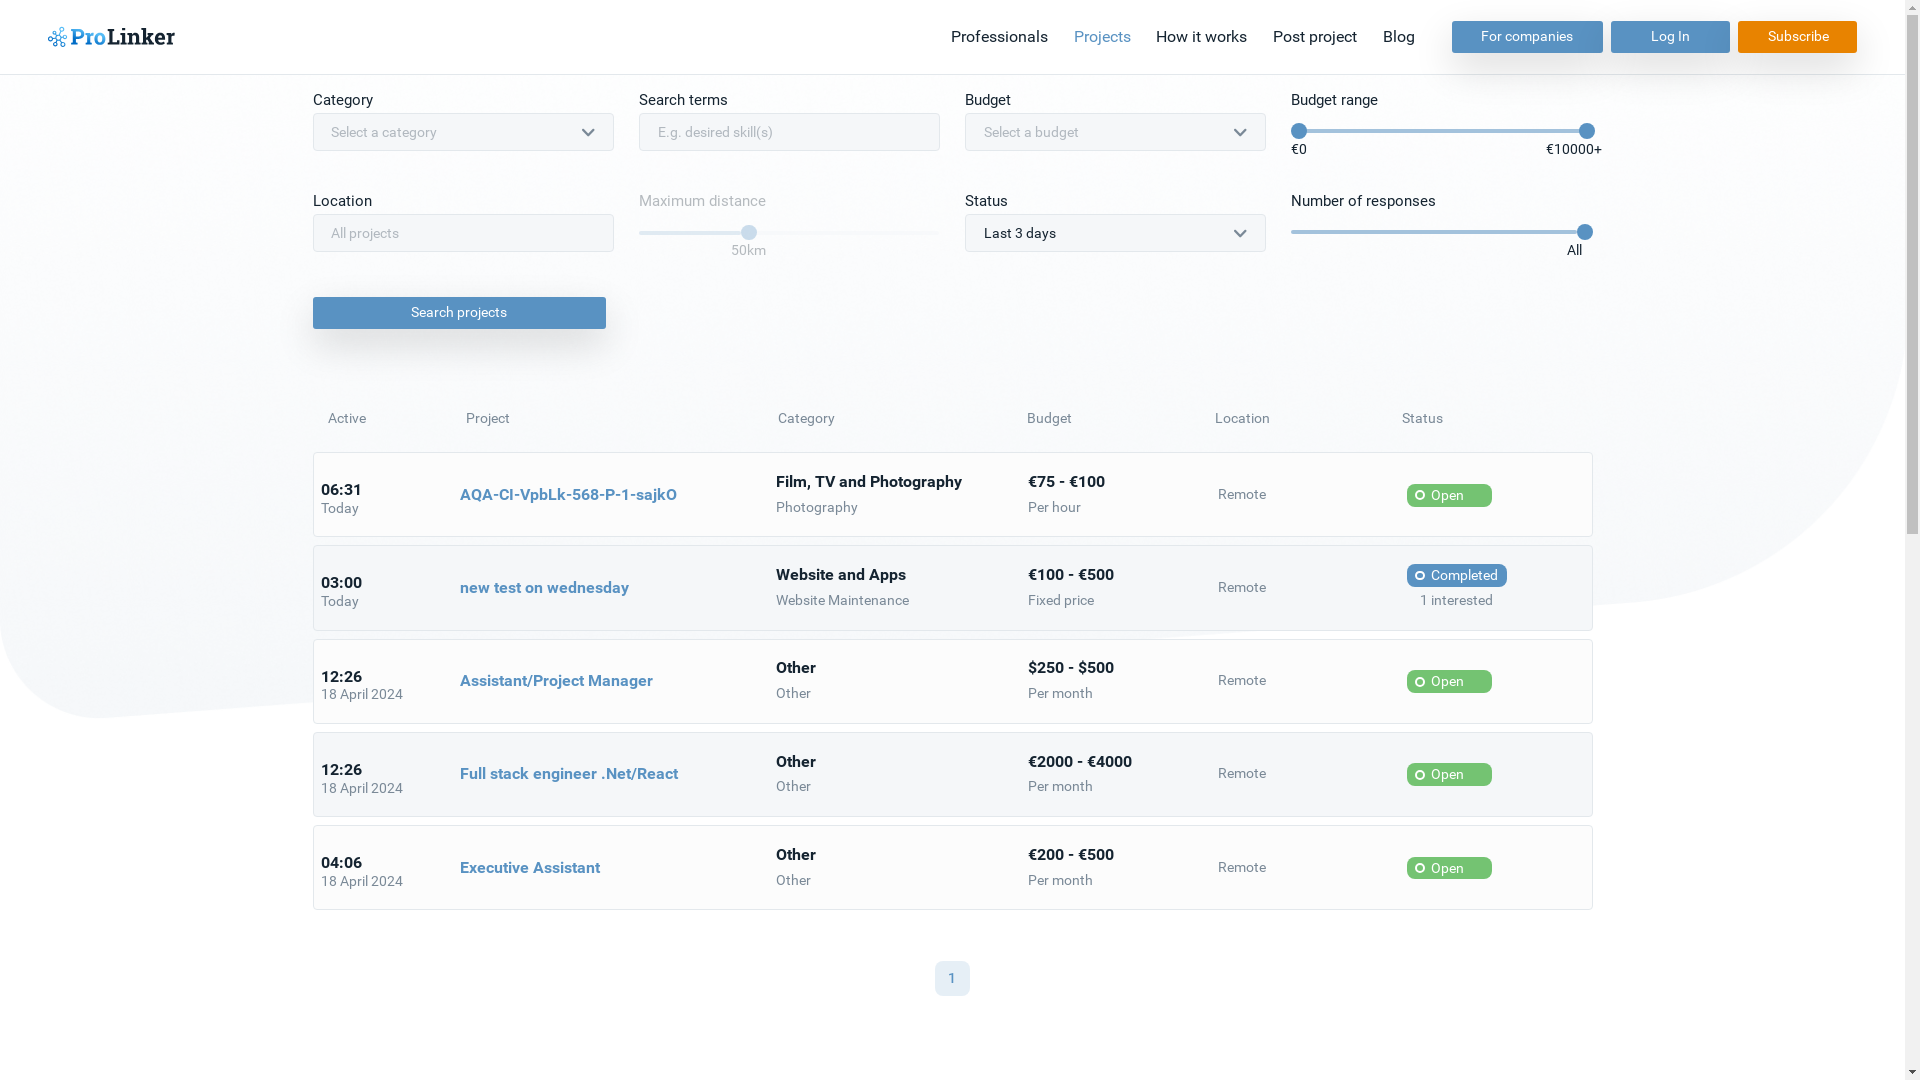 ProLinker
Professionals
Projects
How it works
Post project
Blog
For companies
Log In
Subscribe
Category
Search terms
Budget
Budget range
Select a category
E.g. desired skill(s)
Select a budget
€0
€10000+
Location
Maximum distance
Status
Number of responses
All projects
50km
Last 3 days
All
Search projects
Active
Project
Category
Budget
Location
Status
06:31
Today
AQA-CI-VpbLk-568-P-1-sajkO
Film, TV and Photography
Photography
€75 - €100
Per hour
Remote
Open
03:00
Today
new test on wednesday
Website and Apps
Website Maintenance
€100 - €500
Fixed price
Remote
Completed
1 interested
12:26
18 April 2024
Assistant/Project Manager
Other
Other
$250 - $500
Per month
Remote
Open
12:26
18 April 2024
Full stack engineer .Net/React
Other
Other
€2000 - €4000
Per month
Remote
Open
04:06
18 April 2024
Executive Assistant
Other
Other
€200 - €500
Per month
Remote
Open
1